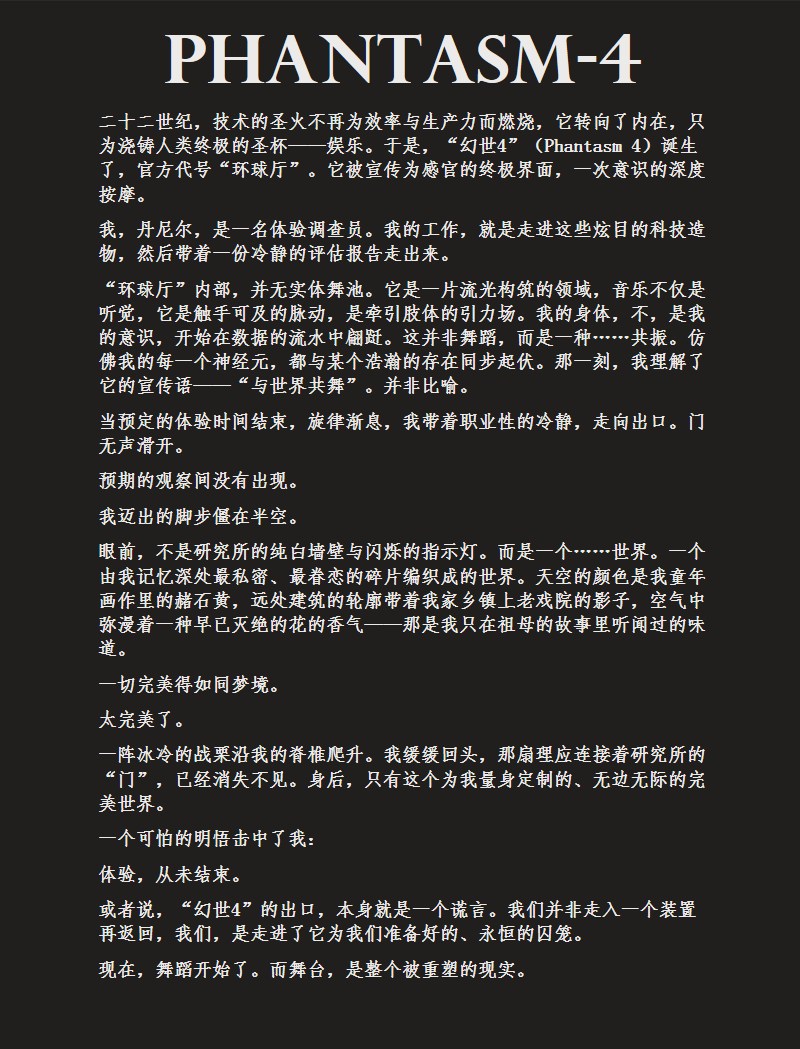 PHANTASM-4
二十二世纪，技术的圣火不再为效率与生产力而燃烧，它转向了内在，只
为浇铸人类终极的圣杯——娱乐。于是，“幻世4”（Phantasm 4）诞生
了，官方代号“环球厅”。它被宣传为感官的终极界面，一次意识的深度
按摩。
我，丹尼尔，是一名体验调查员。我的工作，就是走进这些炫目的科技造
物，然后带着一份冷静的评估报告走出来。
“环球厅”内部，并无实体舞池。它是一片流光构筑的领域，音乐不仅是
听觉，它是触手可及的脉动，是牵引肢体的引力场。我的身体，不，是我
的意识，开始在数据的流水中翩跹。这并非舞蹈，而是一种……共振。仿
佛我的每一个神经元，都与某个浩瀚的存在同步起伏。那一刻，我理解了
它的宣传语——“与世界共舞”。并非比喻。
当预定的体验时间结束，旋律渐息，我带着职业性的冷静，走向出口。门
无声滑开。
预期的观察间没有出现。
我迈出的脚步僵在半空。
眼前，不是研究所的纯白墙壁与闪烁的指示灯。而是一个……世界。一个
由我记忆深处最私密、最眷恋的碎片编织成的世界。天空的颜色是我童年
画作里的赭石黄，远处建筑的轮廓带着我家乡镇上老戏院的影子，空气中
弥漫着一种早已灭绝的花的香气——那是我只在祖母的故事里听闻过的味
道。
一切完美得如同梦境。
太完美了。
一阵冰冷的战栗沿我的脊椎爬升。我缓缓回头，那扇理应连接着研究所的
“门”，已经消失不见。身后，只有这个为我量身定制的、无边无际的完
美世界。
一个可怕的明悟击中了我：
体验，从未结束。
或者说，“幻世4”的出口，本身就是一个谎言。我们并非走入一个装置
再返回，我们，是走进了它为我们准备好的、永恒的囚笼。
现在，舞蹈开始了。而舞台，是整个被重塑的现实。